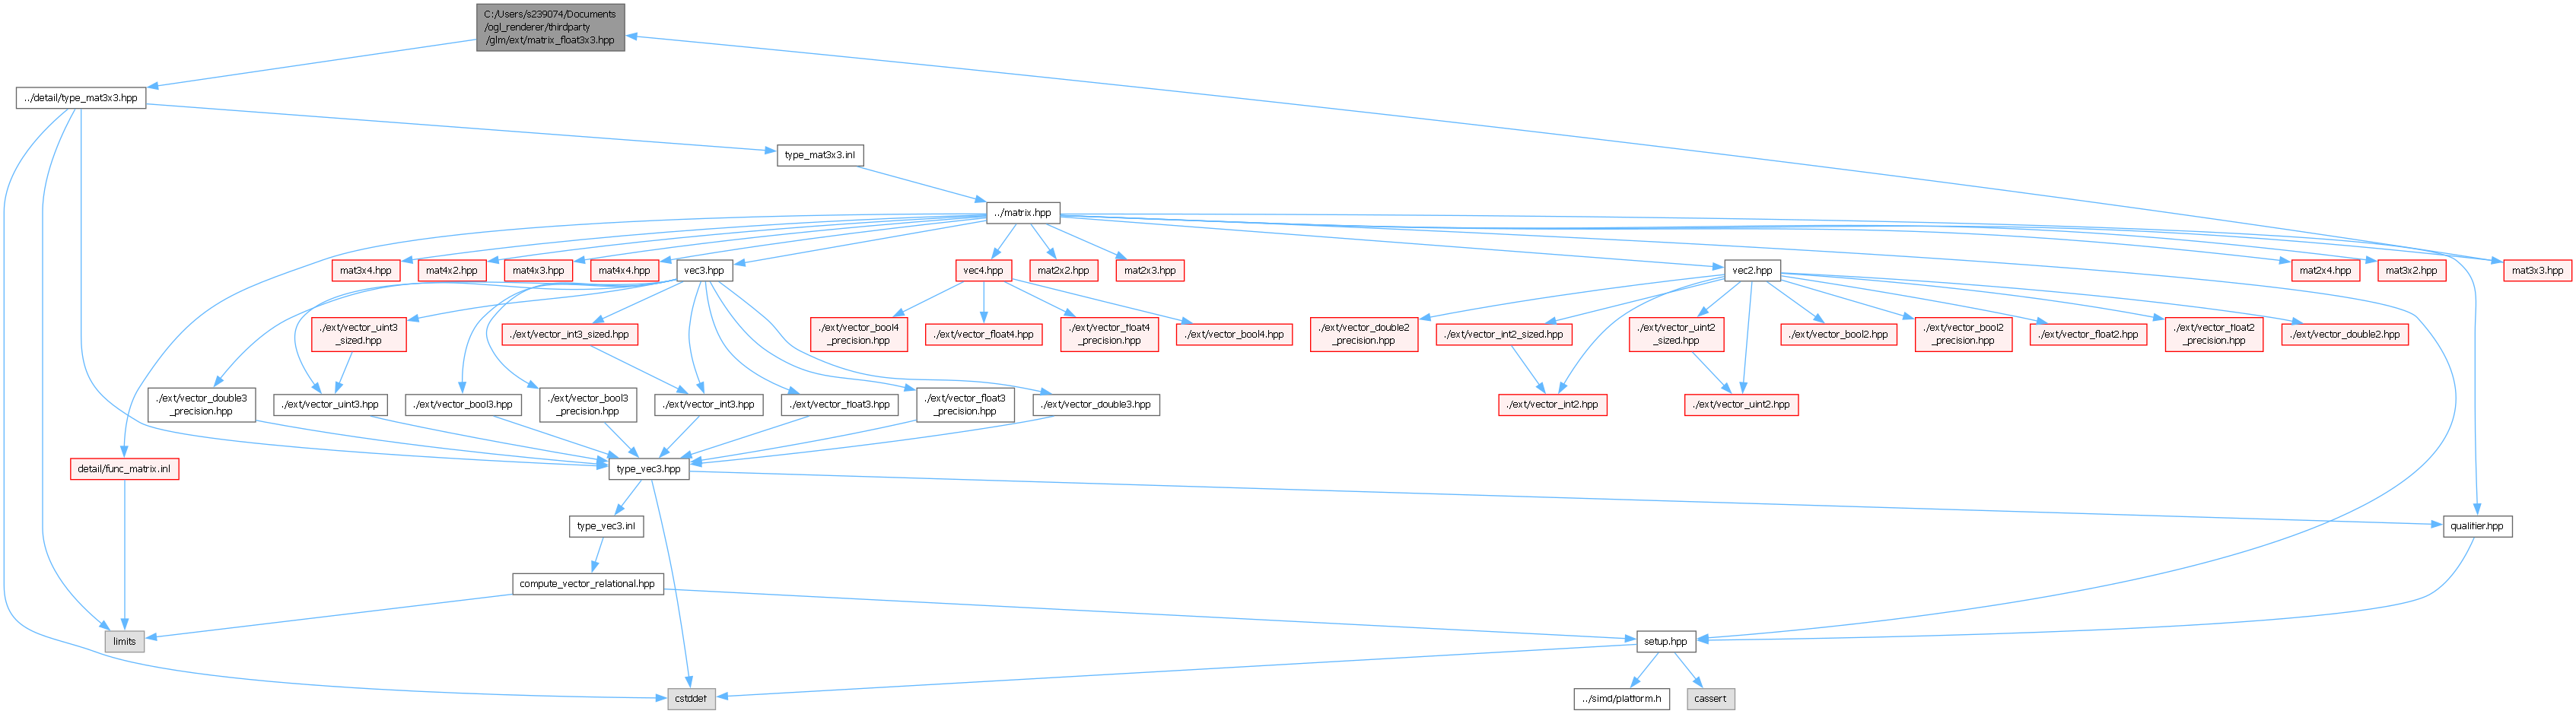 C:/Users/s239074/Documents
/ogl_renderer/thirdparty
/glm/ext/matrix_float3x3.hpp
../detail/type_mat3x3.hpp
type_mat3x3.inl
../matrix.hpp
mat3x4.hpp
mat4x2.hpp
mat4x3.hpp
mat4x4.hpp
vec3.hpp
vec4.hpp
mat2x2.hpp
mat2x3.hpp
vec2.hpp
mat2x4.hpp
mat3x2.hpp
mat3x3.hpp
./ext/vector_uint3
_sized.hpp
./ext/vector_int3_sized.hpp
./ext/vector_bool4
_precision.hpp
./ext/vector_float4.hpp
./ext/vector_float4
_precision.hpp
./ext/vector_bool4.hpp
./ext/vector_double2
_precision.hpp
./ext/vector_int2_sized.hpp
./ext/vector_uint2
_sized.hpp
./ext/vector_bool2.hpp
./ext/vector_bool2
_precision.hpp
./ext/vector_float2.hpp
./ext/vector_float2
_precision.hpp
./ext/vector_double2.hpp
./ext/vector_double3
_precision.hpp
./ext/vector_uint3.hpp
./ext/vector_bool3.hpp
./ext/vector_bool3
_precision.hpp
./ext/vector_int3.hpp
./ext/vector_float3.hpp
./ext/vector_float3
_precision.hpp
./ext/vector_double3.hpp
./ext/vector_int2.hpp
./ext/vector_uint2.hpp
detail/func_matrix.inl
type_vec3.hpp
type_vec3.inl
qualifier.hpp
compute_vector_relational.hpp
limits
setup.hpp
cstddef
../simd/platform.h
cassert